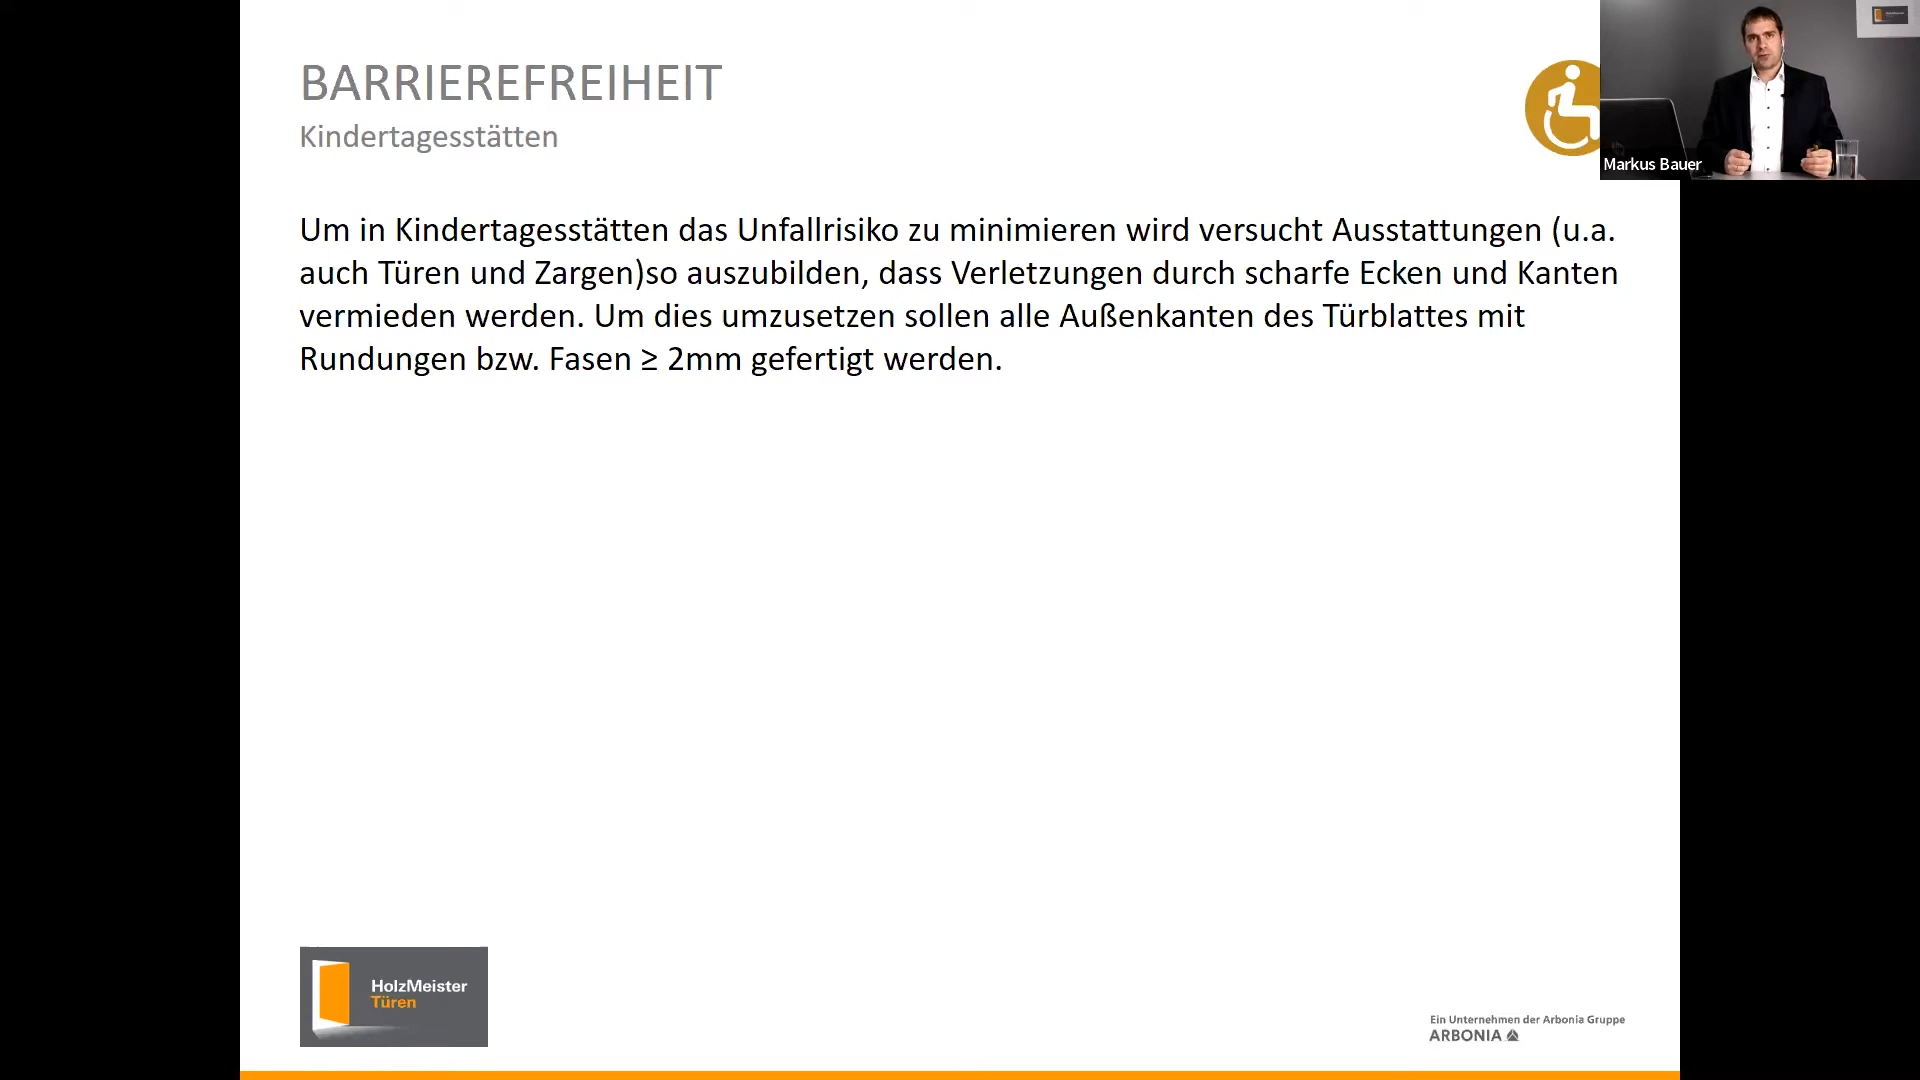 BARRIEREFREIHEIT
Kindertagesstätten
Markus Bauer
Um in Kindertagesstätten das Unfallrisiko zu minimieren wird versucht Ausstattungen (u.a.
auch Türen und Zargen)so auszubilden, dass Verletzungen durch scharfe Ecken und Kanten
vermieden werden. Um dies umzusetzen sollen alle Außenkanten des Türblattes mit
Rundungen bzw. Fasen ≥ 2mm gefertigt werden.
HolzMeister
Türen
Ein Unternehmen der Arbonia Gruppe
ARBONIA